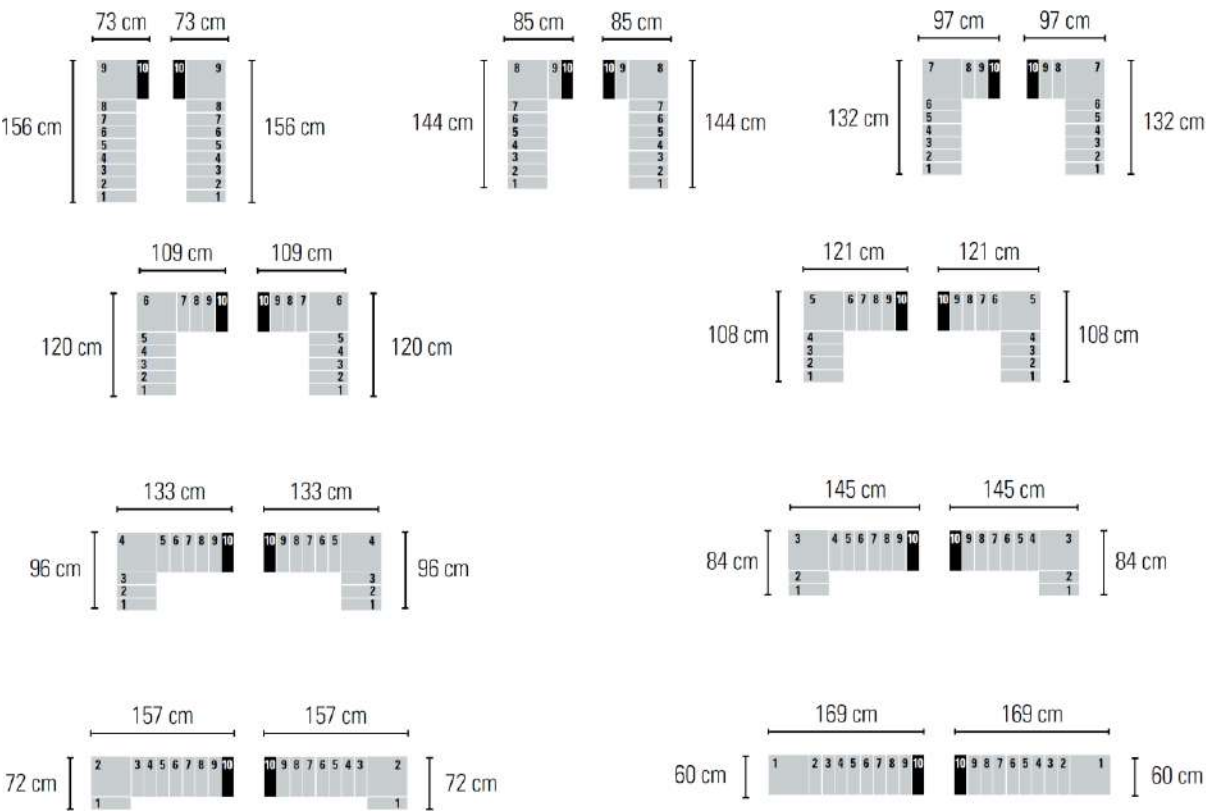 73 cm 73 cm
9 10 10 9
8 8
7 7
6 6
156 cm 156 cm
5 5
4 4
3 3
2 2
1 1
85 cm 85 cm
8 9 10 10 9 8
7 7
6 6
144 cm 144 cm
5 5
4 4
3 3
2 2
1 1
97 cm 97 cm
7 8 9 10 10 9 8 7
6 6
132 cm 132 cm
5 5
4 4
3 3
2 2
1 1
109 cm 109 cm
6 7 8 9 10 10 9 8 7 6
5 5
120 cm 120 cm
4 4
3 3
2 2
1 1
121 cm 121 cm
5 6 7 8 9 10 10 9 8 7 6 5
108 cm 108 cm
4 4
3 3
2 2
1 1
133 cm 133 cm
4 5 6 7 8 9 10 10 9 8 7 6 5 4
96 cm 96 cm
3 3
2 2
1 1
145 cm 145 cm
3 4 5 6 7 8 9 10 10 9 8 7 6 5 4 3
84 cm 84 cm
2 2
1 1
157 cm 157 cm
2 3 4 5 6 7 8 9 10 10 9 8 7 6 5 4 3 2
72 cm 72 cm
1 1
169 cm 169 cm
1 2 3 4 5 6 7 8 9 10 10 9 8 7 6 5 4 3 2 1
60 cm 60 cm